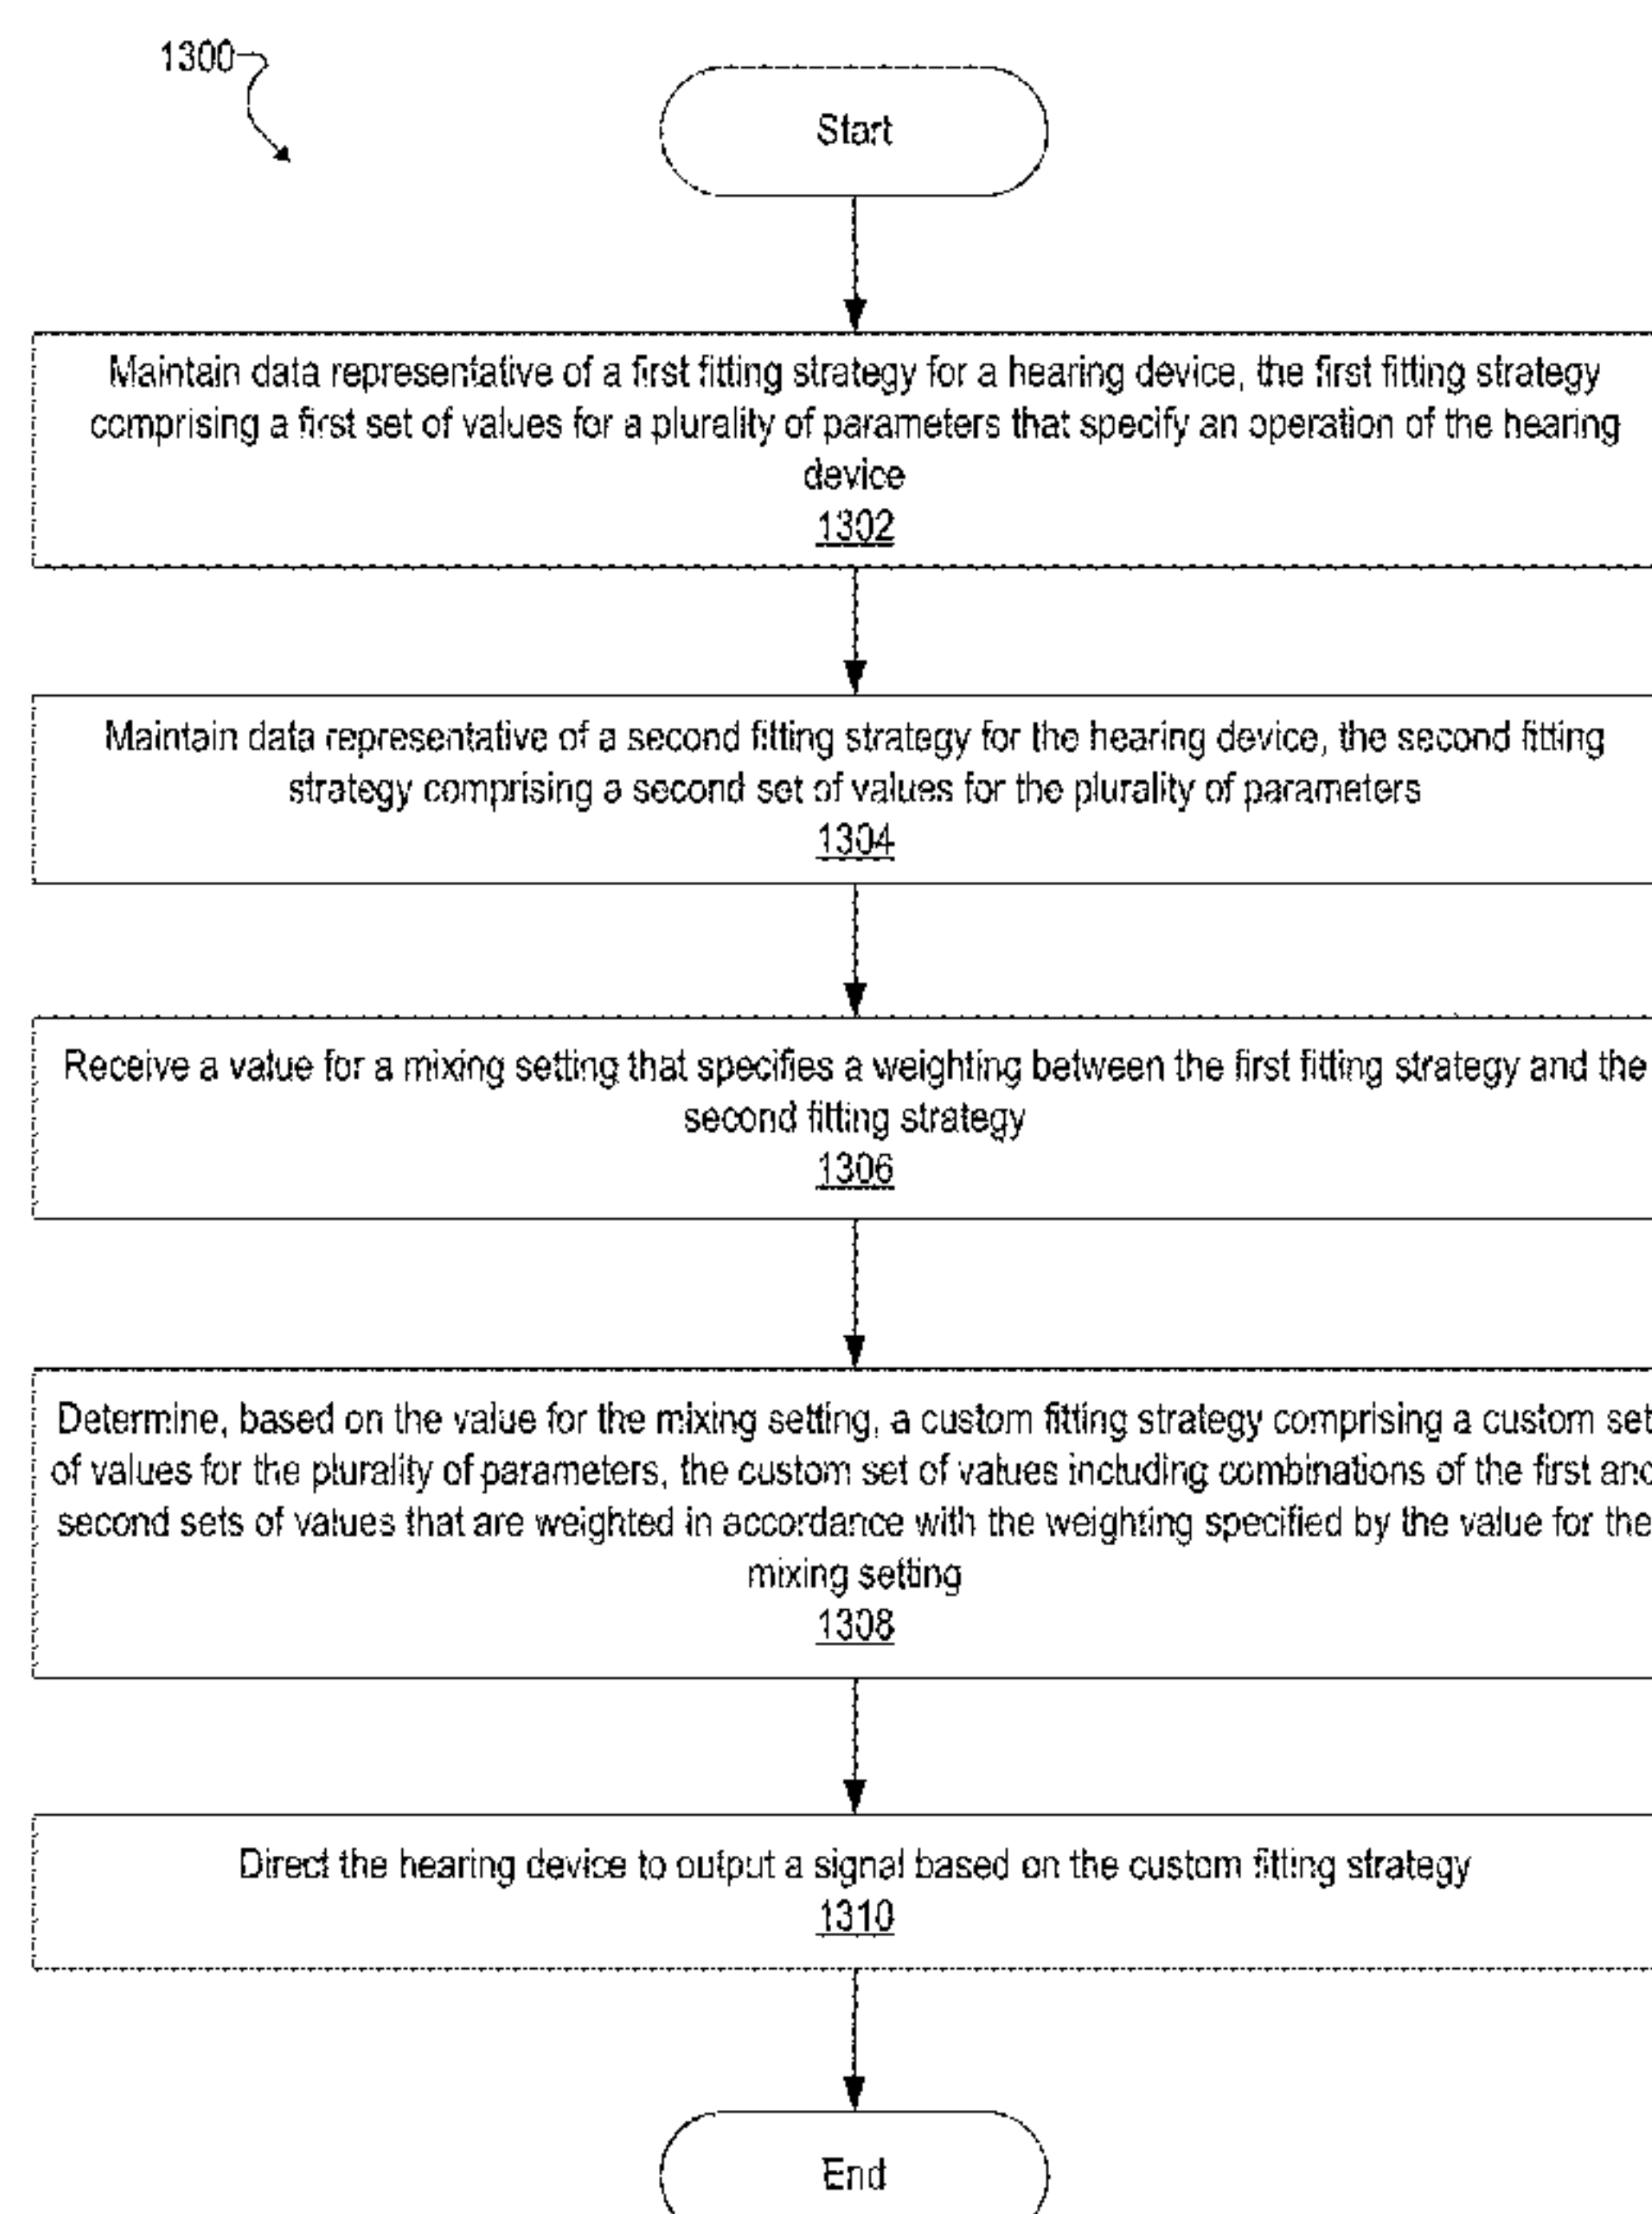 1300
Start
Maintain data representative of a first fitting strategy for a hearing device, the first fitting strategy
comprising a first set of values for a plurality of parameters that specify an operation of the hearing
device
1302
Maintain data representative of a second fitting strategy for the hearing device, the second fitting
strategy comprising a second set of values for the plurality of parameters
1304
Receive a value for a mixing setting that specifies a weighting between the first fitting strategy and the
second fitting strategy
1306
Determine, based on the value for the mixing setting, a custom fitting strategy comprising a custom set
of values for the plurality of parameters, the custom set of values including combinations of the first and
second sets of values that are weighted in accordance with the weighting specified by the value for the
mixing setting
1308
Direct the hearing device to output a signal based on the custom fitting strategy
1310
End